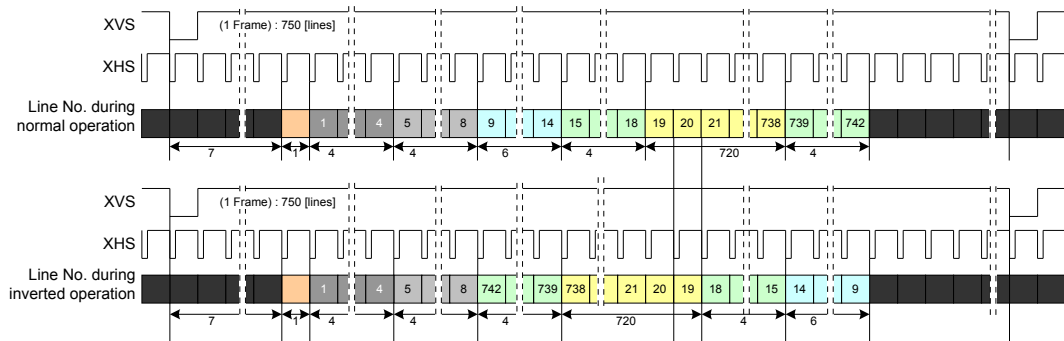 XVS (1 Frame) : 750 [lines]
XHS
Line No. during
normal operation 1 4 5 8 9 14 15 18 19 20 21 738 739 742
7 1 4 4 6 4 720 4
XVS (1 Frame) : 750 [lines]
XHS
Line No. during
inverted operation 1 4 5 8 742 739 738 21 20 19 18 15 14 9
7 1 4 4 4 720 4 6